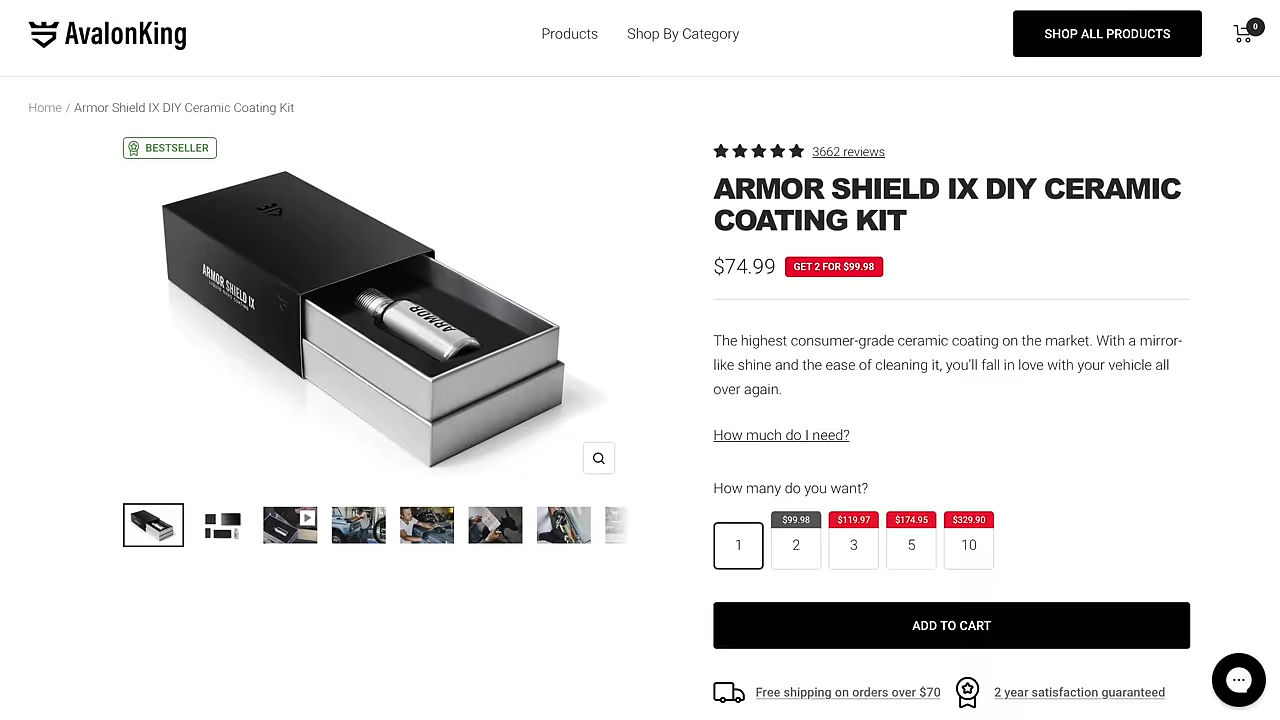 AvalonKing
Products
Shop By Category
SHOP ALL PRODUCTS
0
Home / Armor Shield IX DIY Ceramic Coating Kit
BESTSELLER
ARMOR SHIELD IX
ARMOR
3662 reviews
ARMOR SHIELD IX DIY CERAMIC
COATING KIT
$74.99
GET 2 FOR $99.98
The highest consumer-grade ceramic coating on the market. With a mirror-
like shine and the ease of cleaning it, you’ll fall in love with your vehicle all
over again.
How much do I need?
How many do you want?
$99.98 $119.97 $174.95 $329.90
1 2 3 5 10
ADD TO CART
Free shipping on orders over $70
2 year satisfaction guaranteed